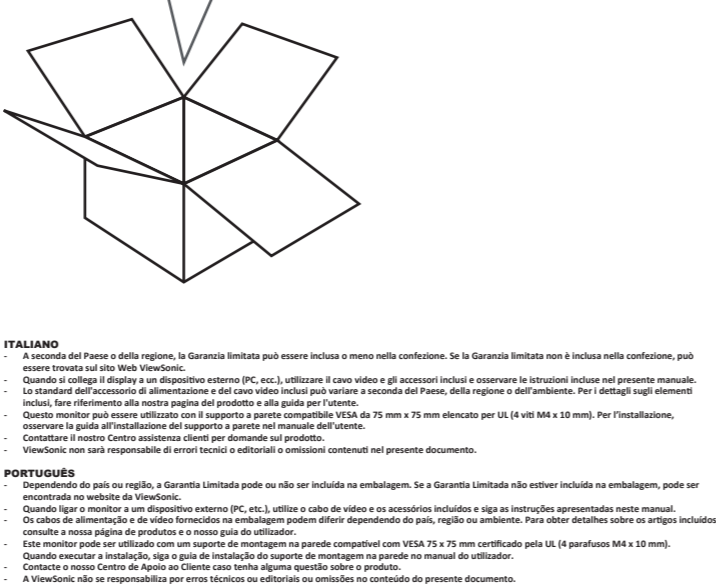 ITALIANO
- A seconda del Paese o della regione, la Garanzia limitata può essere inclusa o meno nella confezione. Se la Garanzia limitata non è inclusa nella confezione, può
essere trovata sul sito Web ViewSonic.
- Quando si collega il display a un dispositivo esterno (PC, ecc.), utilizzare il cavo video e gli accessori inclusi e osservare le istruzioni incluse nel presente manuale.
- Lo standard dell'accessorio di alimentazione e del cavo video inclusi può variare a seconda del Paese, della regione o dell'ambiente. Per i dettagli sugli elementi
inclusi, fare riferimento alla nostra pagina del prodotto e alla guida per l'utente.
- Questo monitor può essere utilizzato con il supporto a parete compatibile VESA da 75 mm x 75 mm elencato per UL (4 viti M4 x 10 mm). Per l'installazione,
osservare la guida all'installazione del supporto a parete nel manuale dell'utente.
- Contattare il nostro Centro assistenza clienti per domande sul prodotto.
- ViewSonic non sarà responsabile di errori tecnici o editoriali o omissioni contenuti nel presente documento.
PORTUGUÊS
- Dependendo do país ou região, a Garantia Limitada pode ou não ser incluída na embalagem. Se a Garantia Limitada não estiver incluída na embalagem, pode ser
encontrada no website da ViewSonic.
- Quando ligar o monitor a um dispositivo externo (PC, etc.), utilize o cabo de vídeo e os acessórios incluídos e siga as instruções apresentadas neste manual.
- Os cabos de alimentação e de vídeo fornecidos na embalagem podem diferir dependendo do país, região ou ambiente. Para obter detalhes sobre os artigos incluídos
consulte a nossa página de produtos e o nosso guia do utilizador.
- Este monitor pode ser utilizado com um suporte de montagem na parede compatível com VESA 75 x 75 mm certificado pela UL (4 parafusos M4 x 10 mm).
Quando executar a instalação, siga o guia de instalação do suporte de montagem na parede no manual do utilizador.
- Contacte o nosso Centro de Apoio ao Cliente caso tenha alguma questão sobre o produto.
- A ViewSonic não se responsabiliza por erros técnicos ou editoriais ou omissões no conteúdo do presente documento.